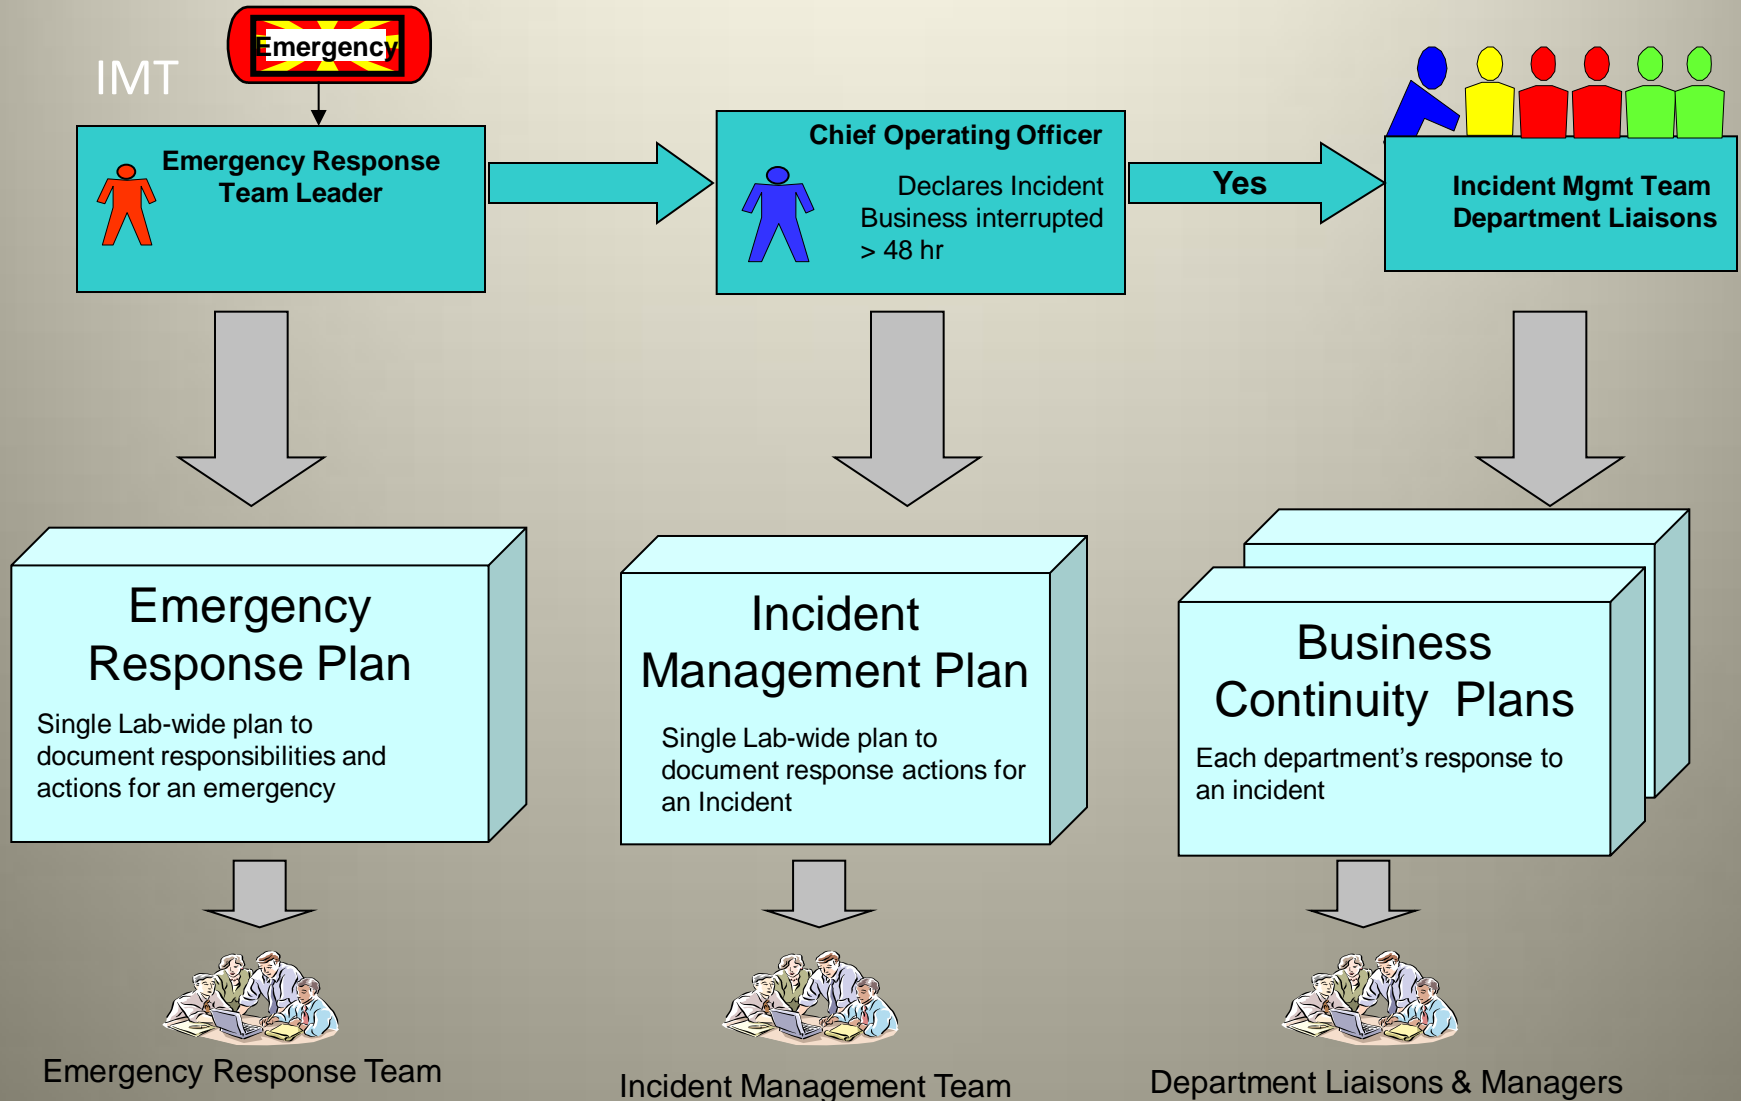 IMT
Emergency
Emergency Response
Team Leader
Chief Operating Officer
Declares Incident
Business interrupted
> 48 hr
Yes
Incident Mgmt Team
Department Liaisons
Emergency
Response Plan
Single Lab-wide plan to
document responsibilities and
actions for an emergency
Incident
Management Plan
Single Lab-wide plan to
document response actions for
an Incident
Business
Continuity Plans
Each department’s response to
an incident
Emergency Response Team
Incident Management Team
Department Liaisons & Managers